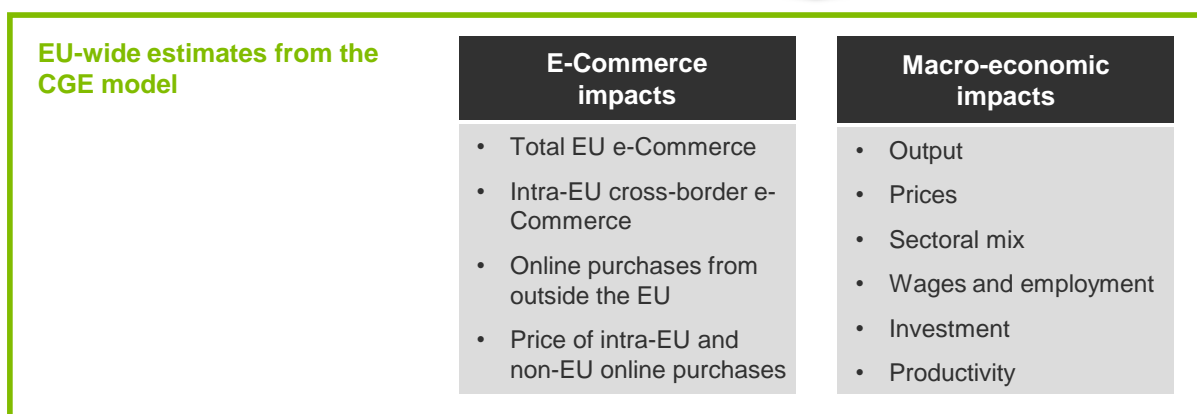 EU-wide estimates from the
CGE model
E-Commerce
impacts
• Total EU e-Commerce
• Intra-EU cross-border e-
Commerce
• Online purchases from
outside the EU
• Price of intra-EU and
non-EU online purchases
Macro-economic
impacts
• Output
• Prices
• Sectoral mix
• Wages and employment
• Investment
• Productivity